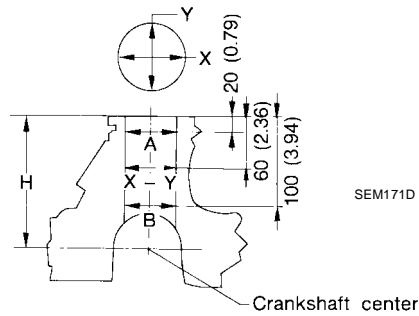 Y
X
20 (0.79)
60 (2.36)
100 (3.94)
H
A
X – Y
B
SEM171D
Crankshaft center